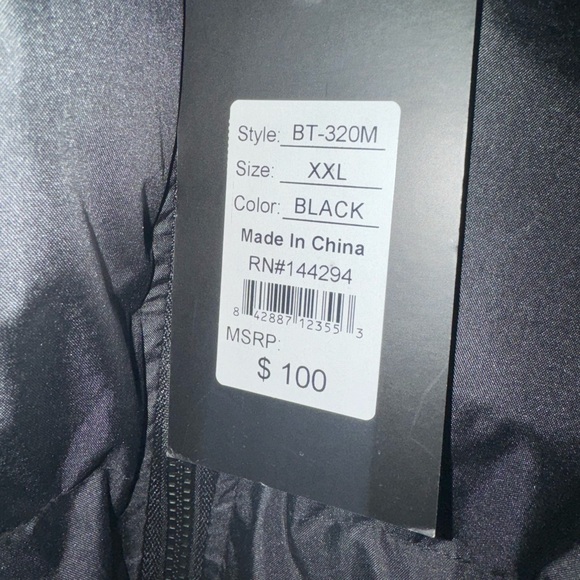 Style: BT-320M
Size: XXL
Color: BLACK
Made In China
RN#144294
8 42887 12355 3
MSRP:
$ 100